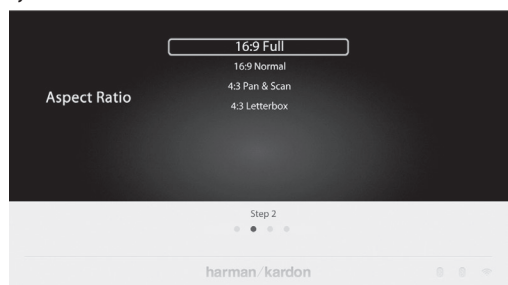 16:9 Full
16:9 Normal
Aspect Ratio
4:3 Pan & Scan
4:3 Letterbox
Step 2
harman/kardon